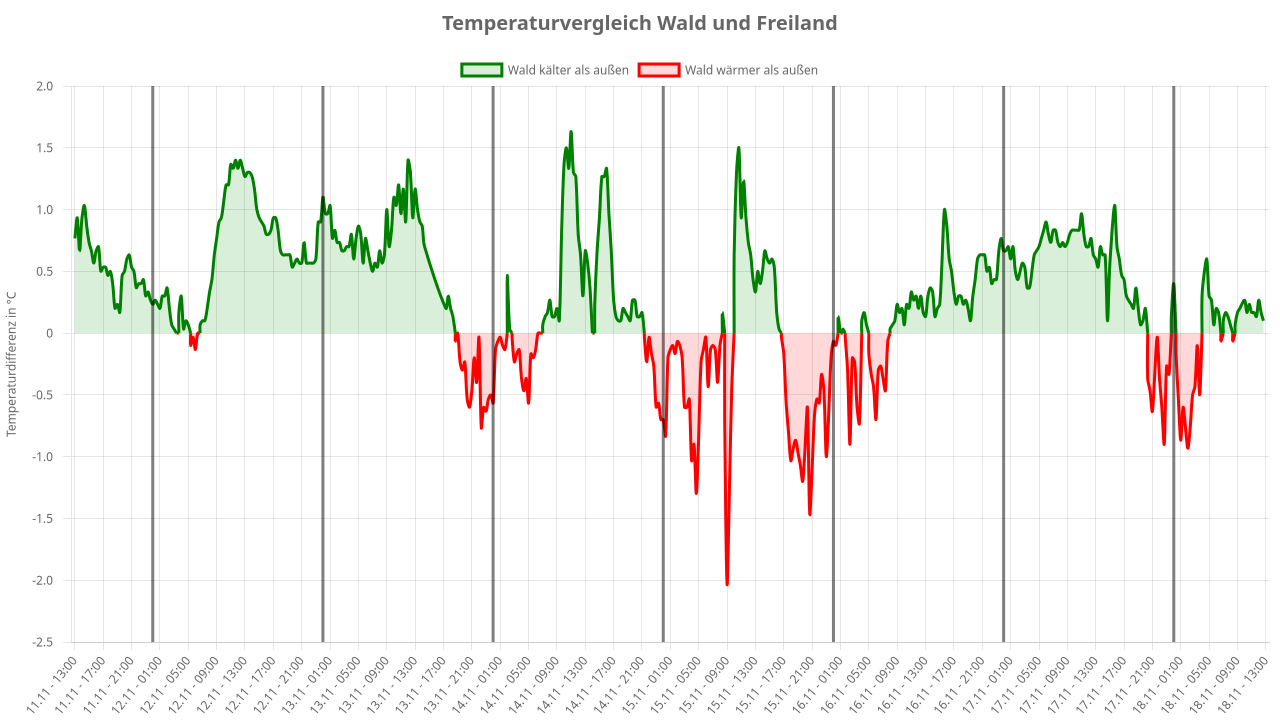 Temperaturvergleich Wald und Freiland
Wald kälter als außen
Wald wärmer als außen
Temperaturdifferenz in °C
2.0
1.5
1.0
0.5
0
-0.5
-1.0
-1.5
-2.0
-2.5
11.11 - 13:00
11.11 - 17:00
11.11 - 21:00
12.11 - 01:00
12.11 - 05:00
12.11 - 09:00
12.11 - 13:00
12.11 - 17:00
12.11 - 21:00
13.11 - 01:00
13.11 - 05:00
13.11 - 09:00
13.11 - 13:00
13.11 - 17:00
13.11 - 21:00
14.11 - 01:00
14.11 - 05:00
14.11 - 09:00
14.11 - 13:00
14.11 - 17:00
14.11 - 21:00
15.11 - 01:00
15.11 - 05:00
15.11 - 09:00
15.11 - 13:00
15.11 - 17:00
15.11 - 21:00
16.11 - 01:00
16.11 - 05:00
16.11 - 09:00
16.11 - 13:00
16.11 - 17:00
16.11 - 21:00
17.11 - 01:00
17.11 - 05:00
17.11 - 09:00
17.11 - 13:00
17.11 - 17:00
17.11 - 21:00
18.11 - 01:00
18.11 - 05:00
18.11 - 09:00
18.11 - 13:00